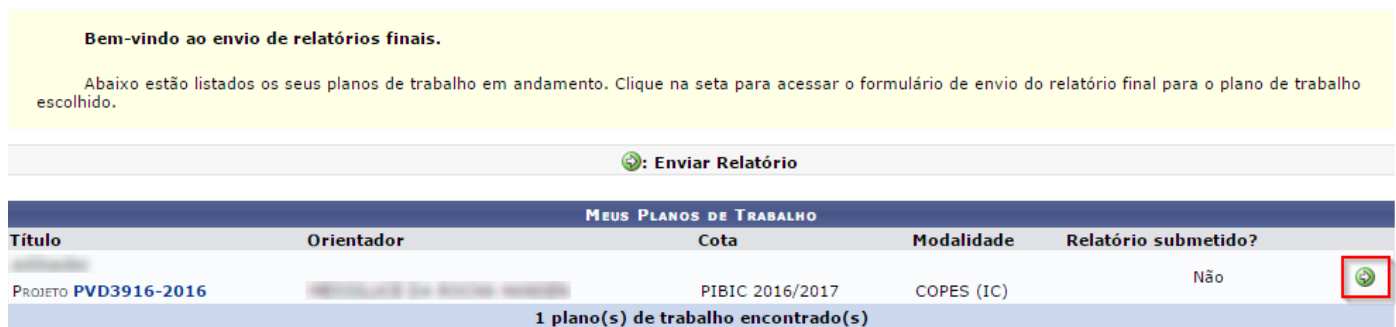 Bem-vindo ao envio de relatórios finais.
Abaixo estão listados os seus planos de trabalho em andamento. Clique na seta para acessar o formulário de envio do relatório final para o plano de trabalho
escolhido.
: Enviar Relatório
MEUS PLANOS DE TRABALHO
Título Orientador Cota Modalidade Relatório submetido?
PROJETO PVD3916-2016 PIBIC 2016/2017 COPES (IC) Não
1 plano(s) de trabalho encontrado(s)